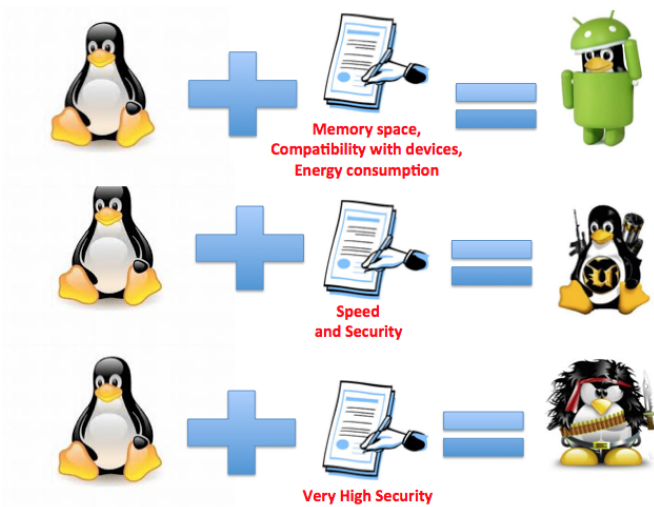 Memory space,
Compatibility with devices,
Energy consumption
Speed
and Security
Very High Security